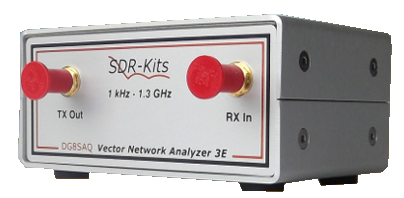 SDR-Kits
1 kHz - 1.3 GHz
TX Out
RX In
DG8SAQ Vector Network Analyzer 3E